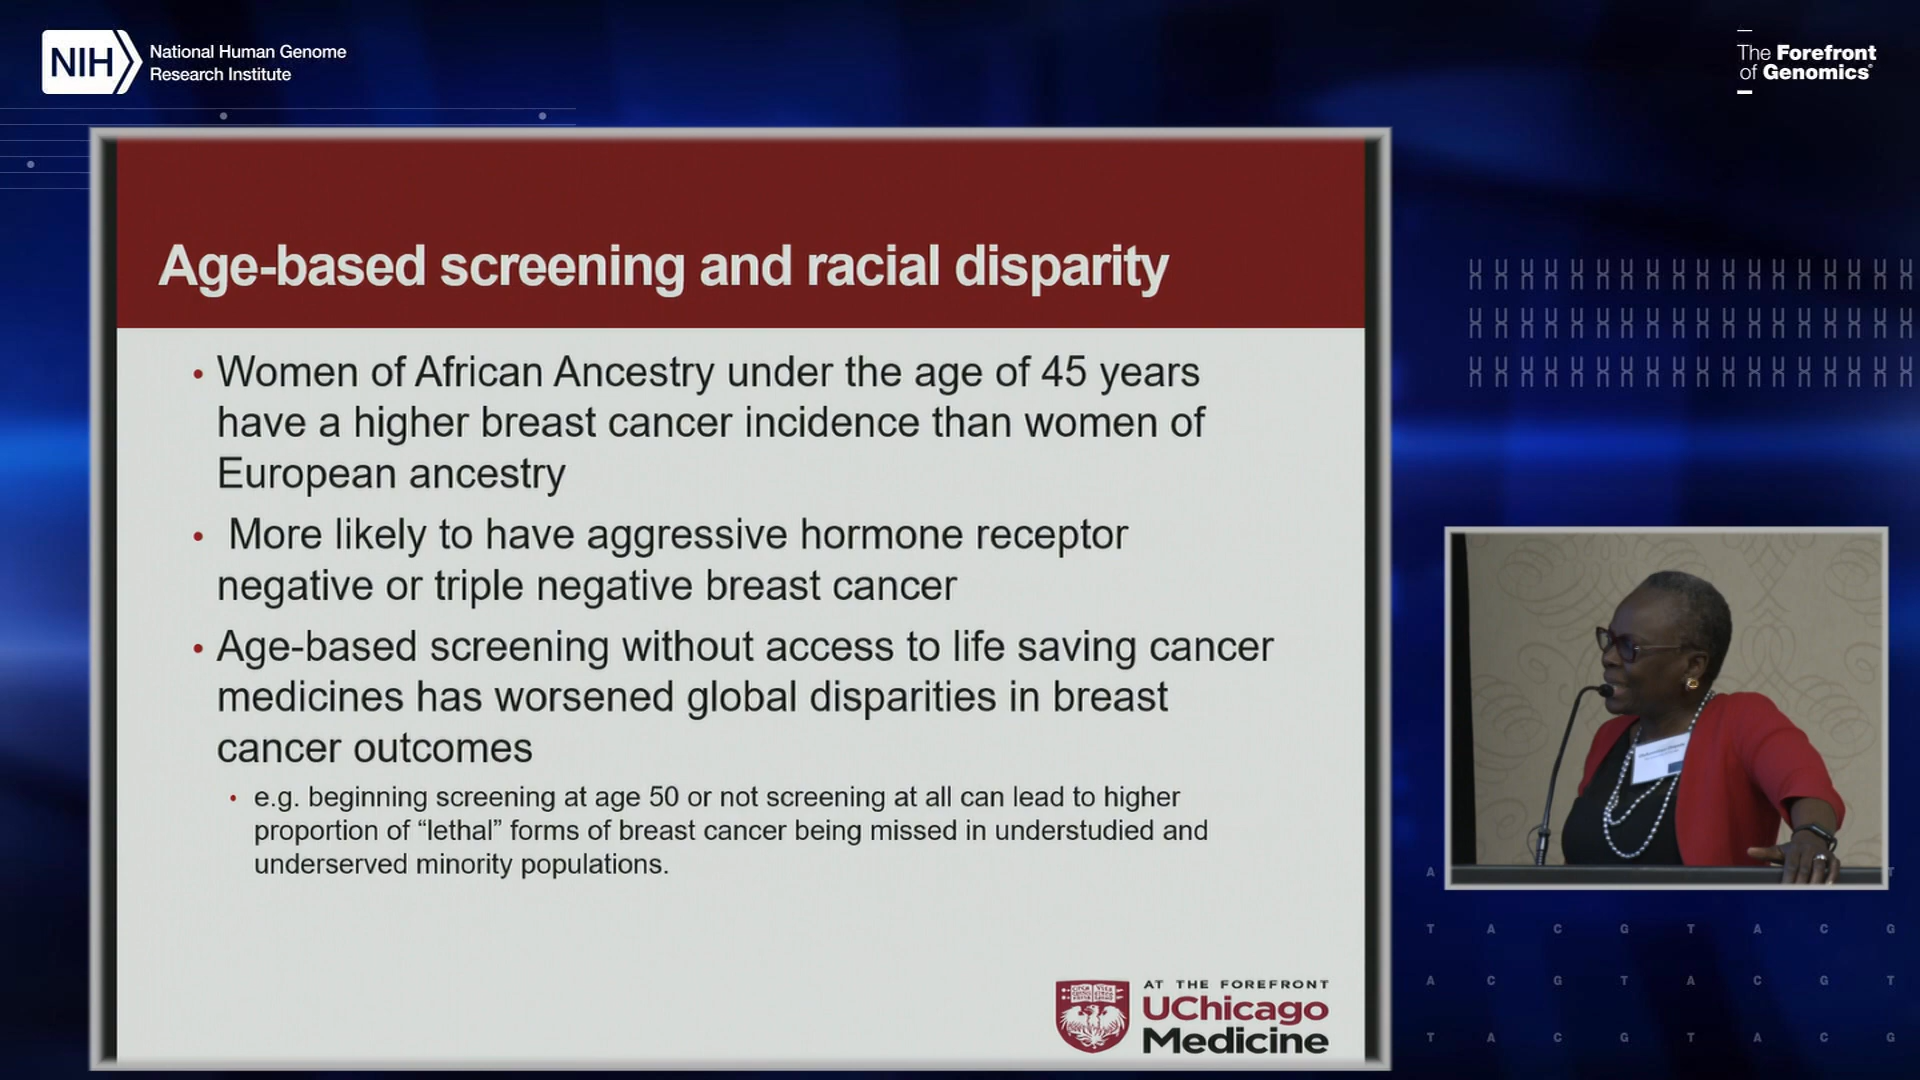 NIH
National Human Genome
Research Institute
The Forefront
of Genomics®
Age-based screening and racial disparity
• Women of African Ancestry under the age of 45 years
have a higher breast cancer incidence than women of
European ancestry
• More likely to have aggressive hormone receptor
negative or triple negative breast cancer
• Age-based screening without access to life saving cancer
medicines has worsened global disparities in breast
cancer outcomes
• e.g. beginning screening at age 50 or not screening at all can lead to higher
proportion of “lethal” forms of breast cancer being missed in understudied and
underserved minority populations.
AT THE FOREFRONT
UChicago
Medicine
A T
T A C G T A C G
A C G T A C G T
T A C G T A C G